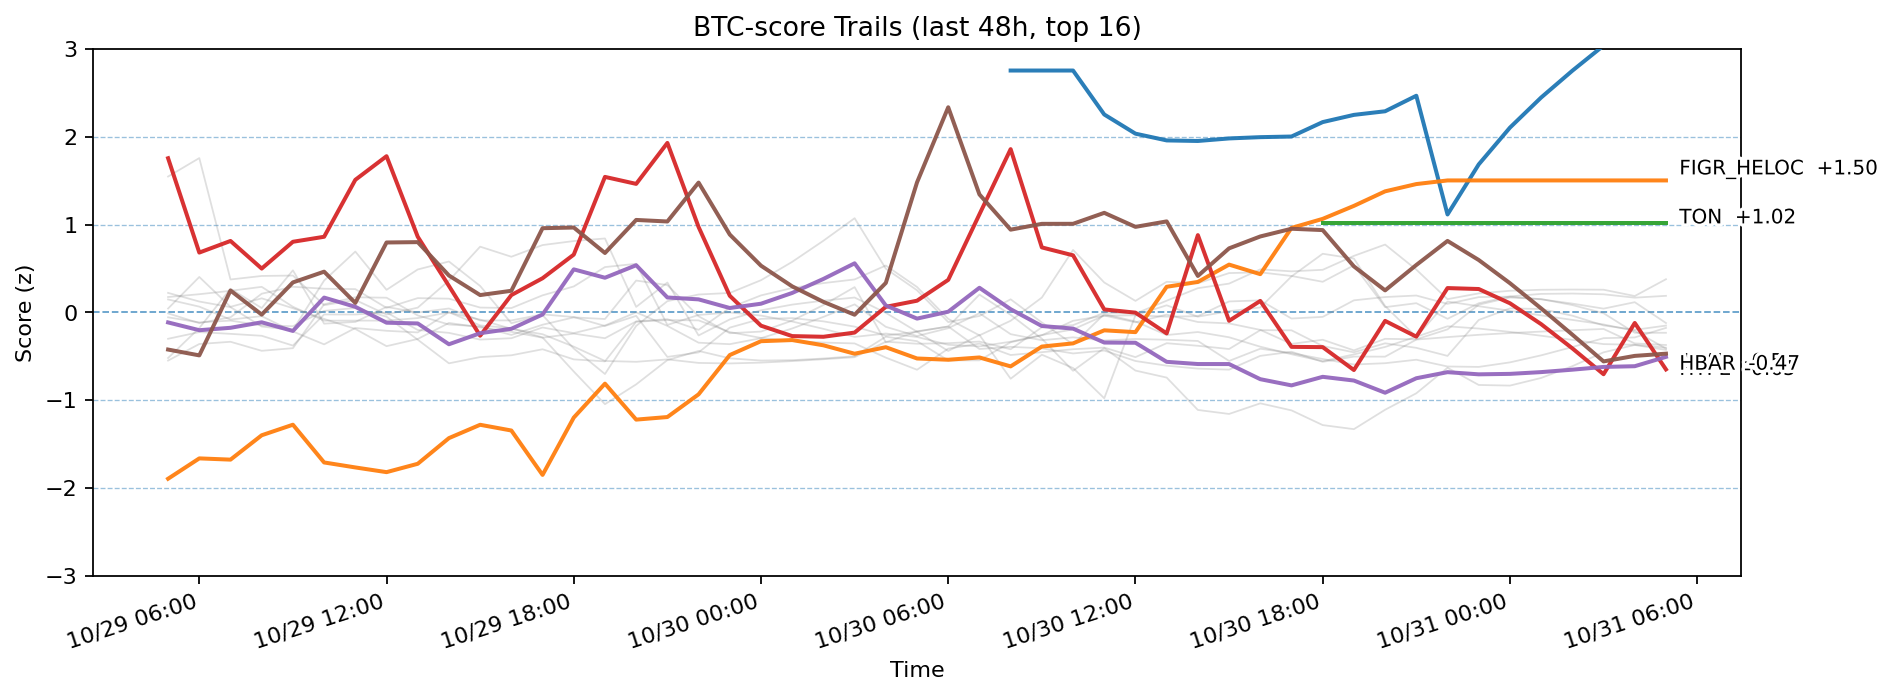 BTC-score Trails (last 48h, top 16)
3
2
1
0
−1
−2
−3
Score (z)
FIGR_HELOC +1.50
TON +1.02
HBAR -0.47
10/29 06:00
10/29 12:00
10/29 18:00
10/30 00:00
10/30 06:00
10/30 12:00
10/30 18:00
10/31 00:00
10/31 06:00
Time